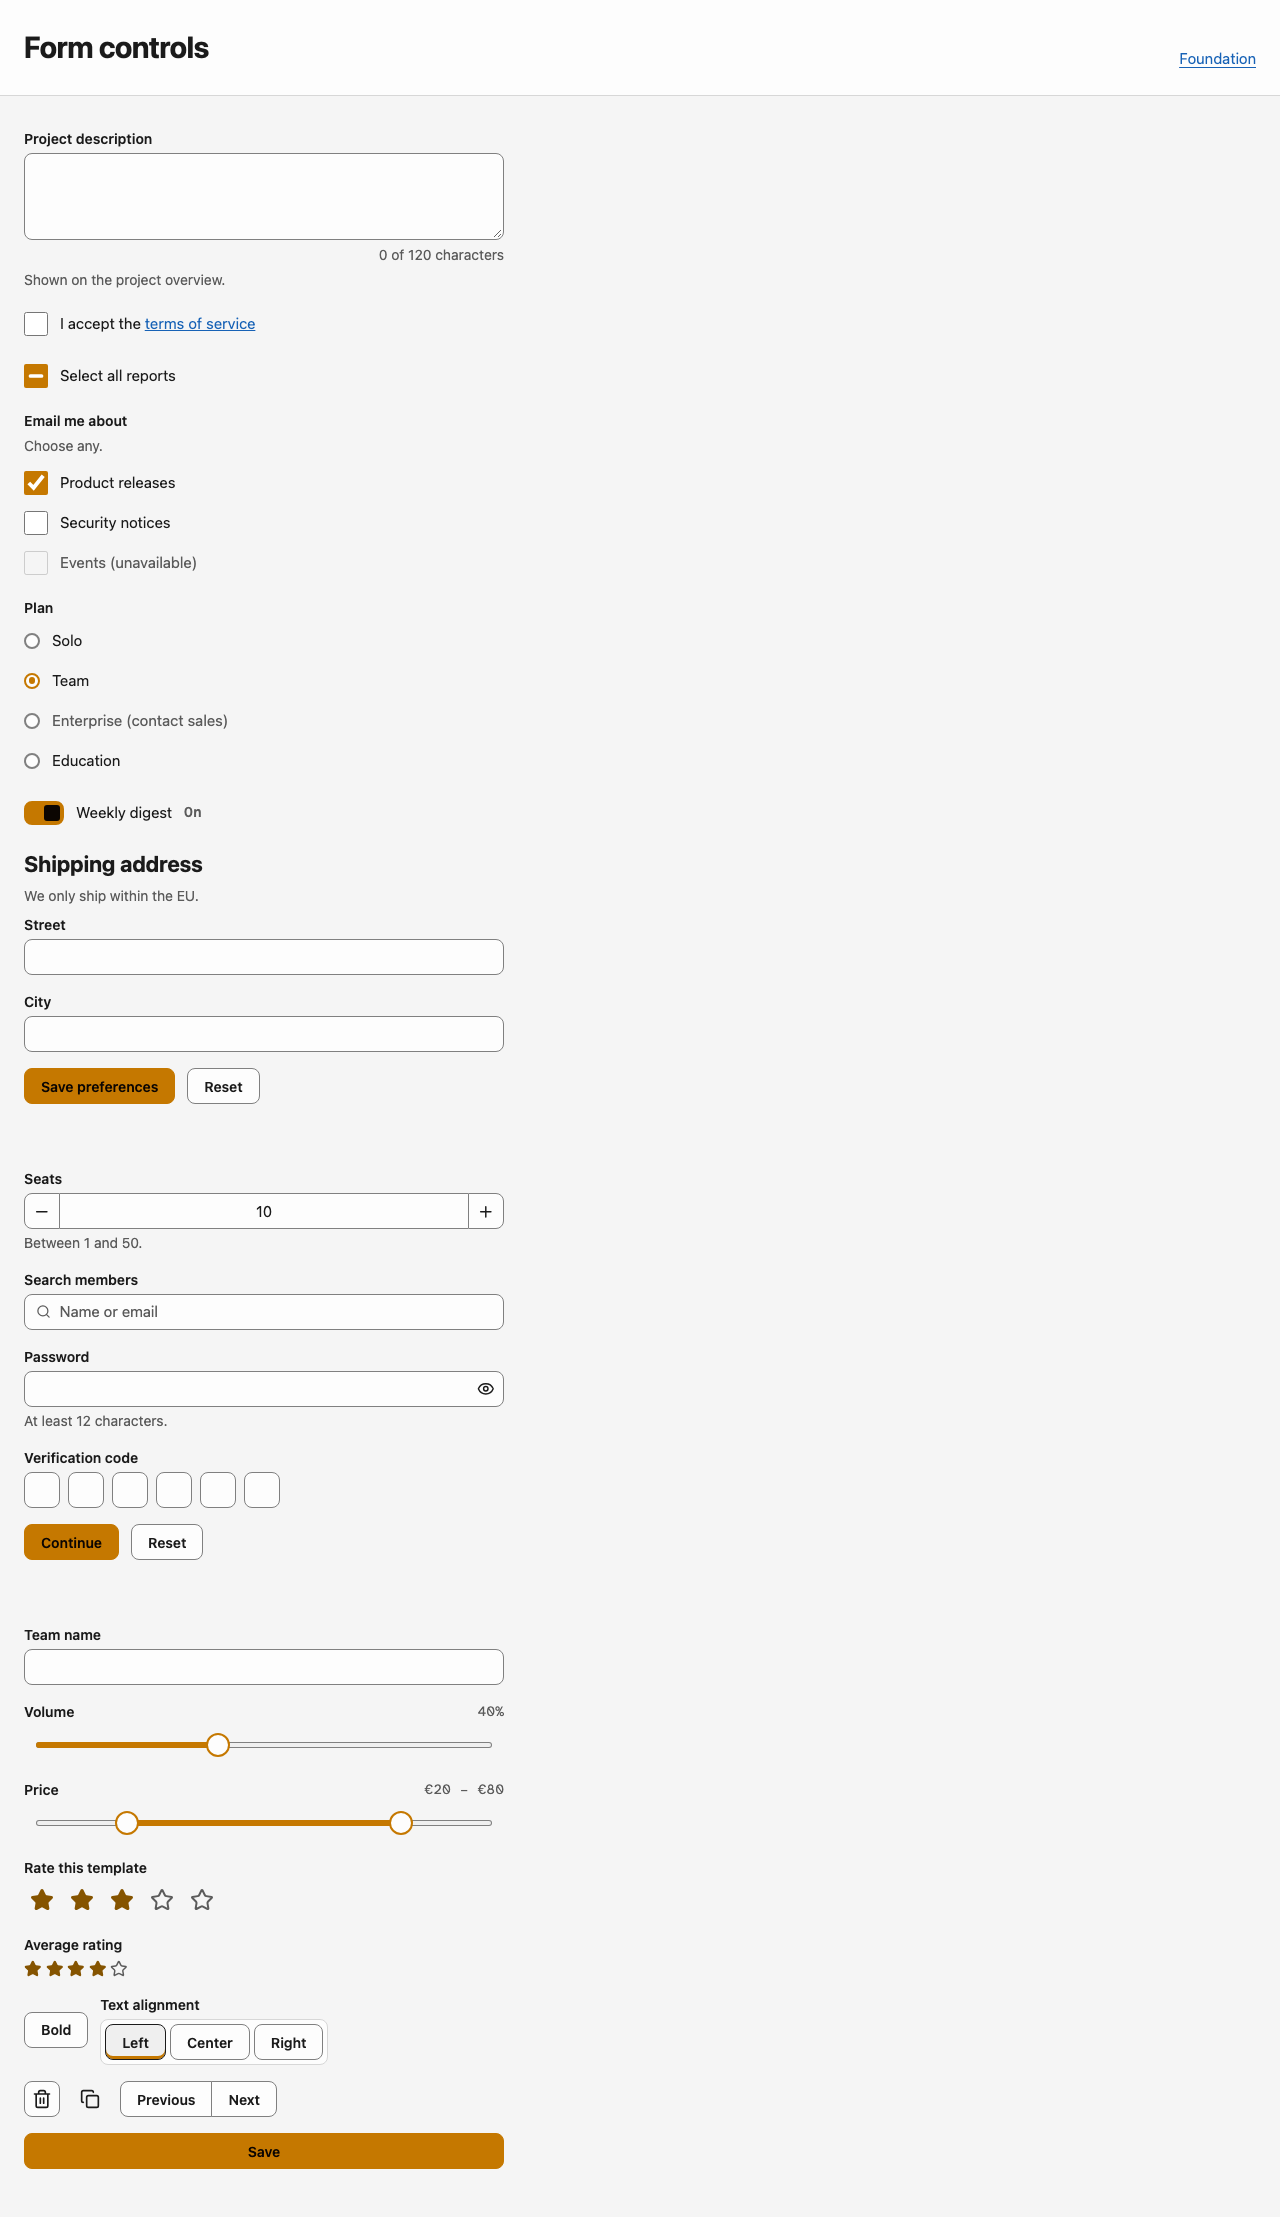 Form controls
Foundation
Project description
0 of 120 characters
Shown on the project overview.
I accept the terms of service
Select all reports
Email me about
Choose any.
Product releases
Security notices
Events (unavailable)
Plan
Solo
Team
Enterprise (contact sales)
Education
Weekly digest On
Shipping address
We only ship within the EU.
Street
City
Save preferences Reset
Seats
10
Between 1 and 50.
Search members
Name or email
Password
At least 12 characters.
Verification code
Continue Reset
Team name
Volume 40%
Price €20 – €80
Rate this template
Average rating
Text alignment
Bold Left Center Right
Previous Next
Save